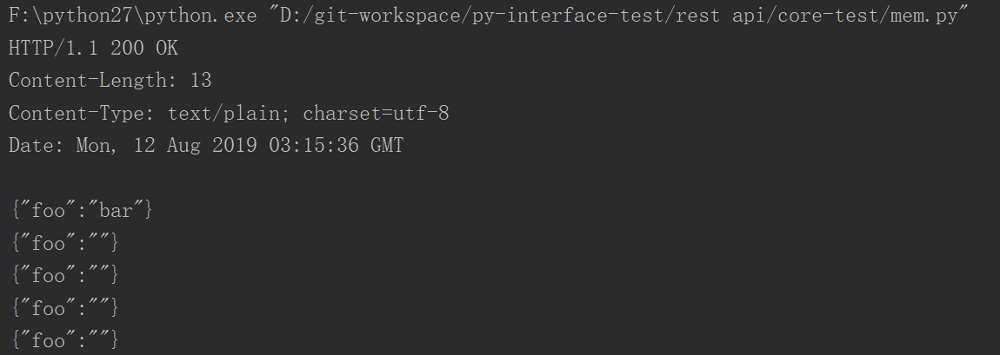 F:\python27\python.exe "D:/git-workspace/py-interface-test/rest api/core-test/mem.py"
HTTP/1.1 200 OK
Content-Length: 13
Content-Type: text/plain; charset=utf-8
Date: Mon, 12 Aug 2019 03:15:36 GMT
{"foo":"bar"}
{"foo":""}
{"foo":""}
{"foo":""}
{"foo":""}